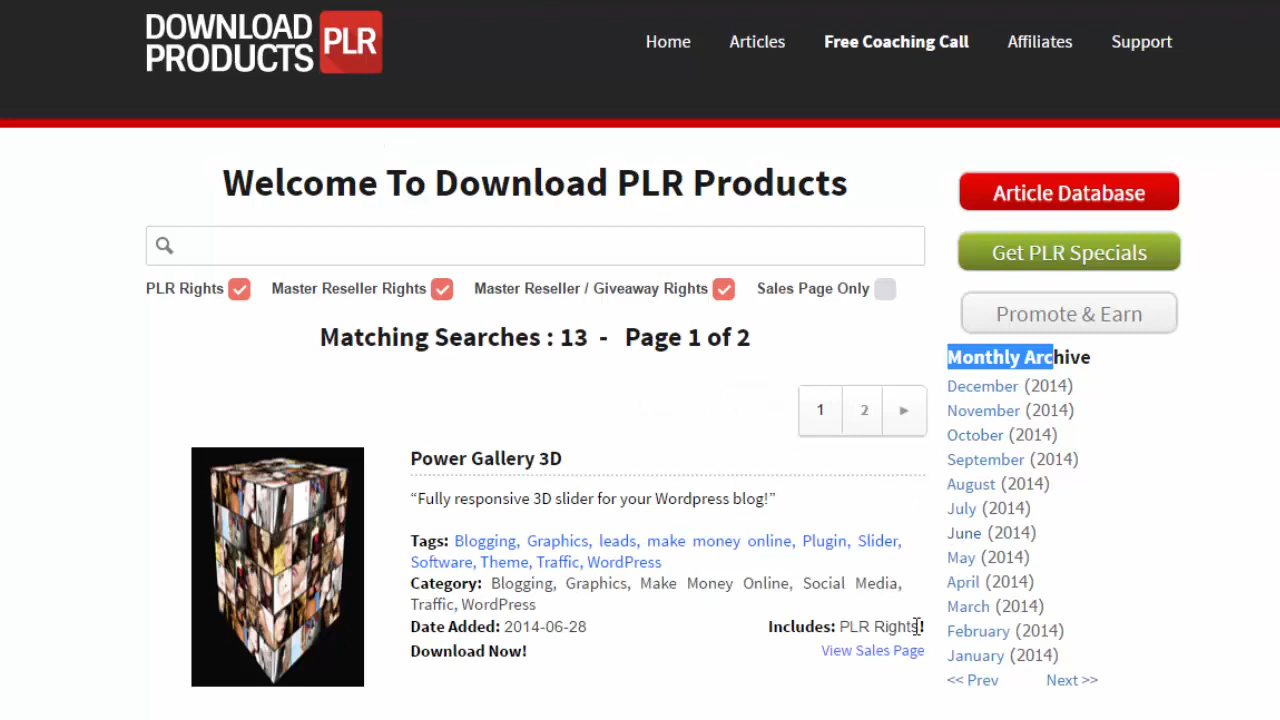 DOWNLOAD
PRODUCTS PLR
Home Articles Free Coaching Call Affiliates Support
Welcome To Download PLR Products
PLR Rights Master Reseller Rights Master Reseller / Giveaway Rights Sales Page Only
Matching Searches : 13 - Page 1 of 2
1 2 ►
Power Gallery 3D
“Fully responsive 3D slider for your Wordpress blog!”
Tags: Blogging, Graphics, leads, make money online, Plugin, Slider,
Software, Theme, Traffic, WordPress
Category: Blogging, Graphics, Make Money Online, Social Media,
Traffic, WordPress
Date Added: 2014-06-28 Includes: PLR Rights!
Download Now! View Sales Page
Article Database
Get PLR Specials
Promote & Earn
Monthly Archive
December (2014)
November (2014)
October (2014)
September (2014)
August (2014)
July (2014)
June (2014)
May (2014)
April (2014)
March (2014)
February (2014)
January (2014)
<< Prev Next >>